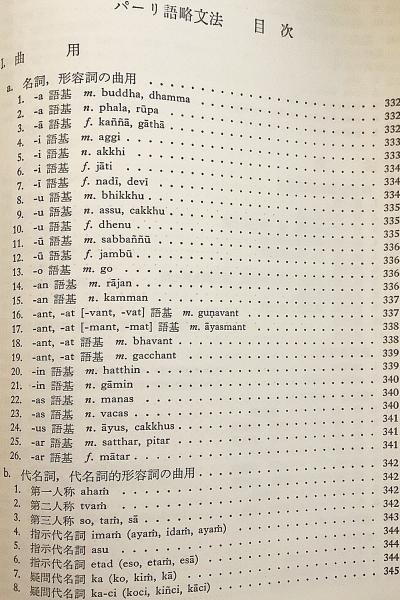 パーリ語略文法　目次
I. 曲　用
a. 名詞，形容詞の曲用 332
1. -a 語基 m. buddha, dhamma 332
2. -a 語基 n. phala, rūpa 332
3. -ā 語基 f. kaññā, gāthā 333
4. -i 語基 m. aggi 333
5. -i 語基 n. akkhi 333
6. -i 語基 f. jāti 334
7. -ī 語基 f. nadī, devī 334
8. -u 語基 m. bhikkhu 334
9. -u 語基 n. assu, cakkhu 335
10. -u 語基 f. dhenu 335
11. -ū 語基 m. sabbaññū 335
12. -ū 語基 f. jambū 336
13. -o 語基 m. go 336
14. -an 語基 m. rājan 336
15. -an 語基 n. kamman 336
16. -ant, -at [-vant, -vat] 語基 m. guṇavant 337
17. -ant, -at [-mant, -mat] 語基 m. āyasmant 337
18. -ant, -at 語基 m. bhavant 338
19. -ant, -at 語基 m. gacchant 339
20. -in 語基 m. hatthin 339
21. -in 語基 n. gāmin 340
22. -as 語基 n. manas 340
23. -as 語基 n. vacas 340
24. -us 語基 n. āyus, cakkhus 341
25. -ar 語基 m. satthar, pitar 341
26. -ar 語基 f. mātar 341
b. 代名詞，代名詞的形容詞の曲用 342
1. 第一人称 ahaṁ 342
2. 第二人称 tvaṁ 342
3. 第三人称 so, taṁ, sā 343
4. 指示代名詞 imaṁ (ayaṁ, idaṁ, ayaṁ) 344
5. 指示代名詞 asu 344
6. 指示代名詞 etad (eso, etaṁ, esā) 344
7. 疑問代名詞 ka (ko, kiṁ, kā) 345
8. 疑問代名詞 ka-ci (koci, kiñci, kāci)